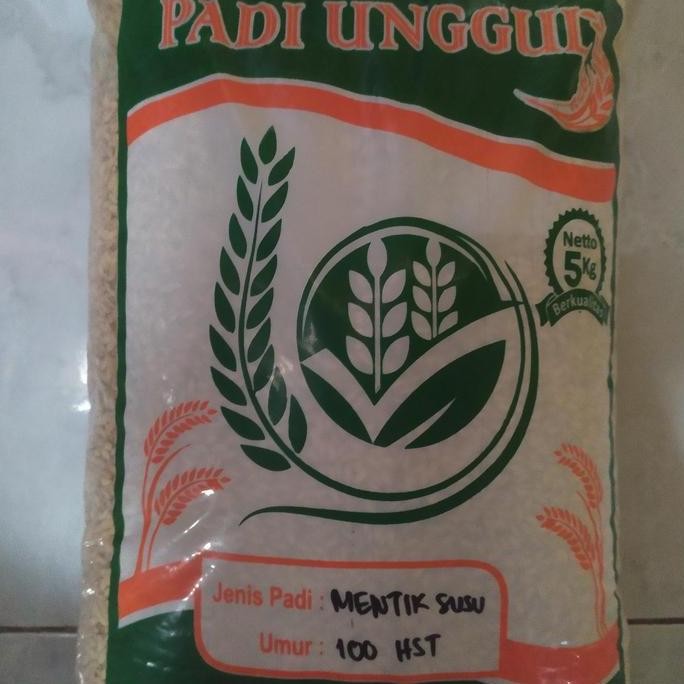 PADI UNGGUL
Netto
5Kg
Berkualitas
Jenis Padi : MENTIK SUSU
Umur : 100 HST